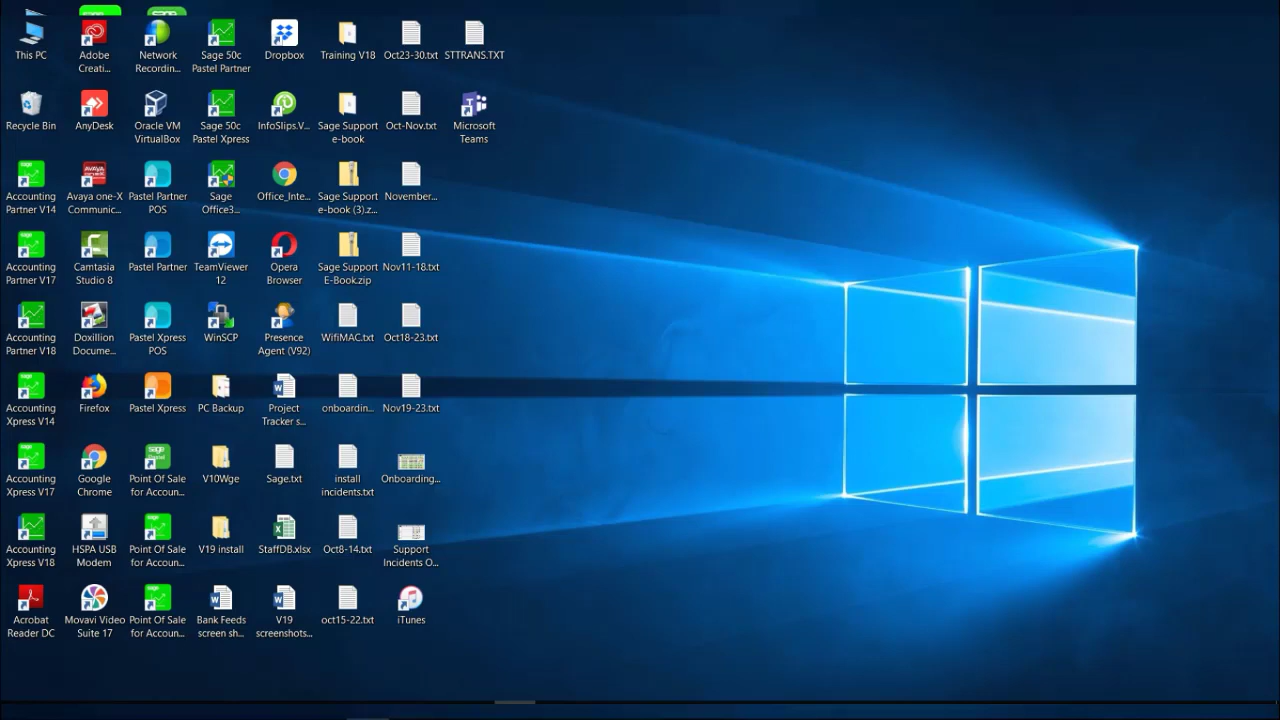 This PC
Adobe
Creati...
Network
Recordin...
Sage 50c
Pastel Partner
Dropbox
Training V18
Oct23-30.txt
STTRANS.TXT
Recycle Bin
AnyDesk
Oracle VM
VirtualBox
Sage 50c
Pastel Xpress
InfoSlips.V...
Sage Support
e-book
Oct-Nov.txt
Microsoft
Teams
Accounting
Partner V14
Avaya one-X
Communic...
Pastel Partner
POS
Sage
Office3...
Office_Inte...
Sage Support
e-book (3).z...
November...
Accounting
Partner V17
Camtasia
Studio 8
Pastel Partner
TeamViewer
12
Opera
Browser
Sage Support
E-Book.zip
Nov11-18.txt
Accounting
Partner V18
Doxillion
Docume...
Pastel Xpress
POS
WinSCP
Presence
Agent (V92)
WifiMAC.txt
Oct18-23.txt
Accounting
Xpress V14
Firefox
Pastel Xpress
PC Backup
Project
Tracker s...
onboardin...
Nov19-23.txt
Accounting
Xpress V17
Google
Chrome
Point Of Sale
for Accoun...
V10Wge
Sage.txt
install
incidents.txt
Onboarding...
Accounting
Xpress V18
HSPA USB
Modem
Point Of Sale
for Accoun...
V19 install
StaffDB.xlsx
Oct8-14.txt
Support
Incidents O...
Acrobat
Reader DC
Movavi Video
Suite 17
Point Of Sale
for Accoun...
Bank Feeds
screen sh...
V19
screenshots...
oct15-22.txt
iTunes